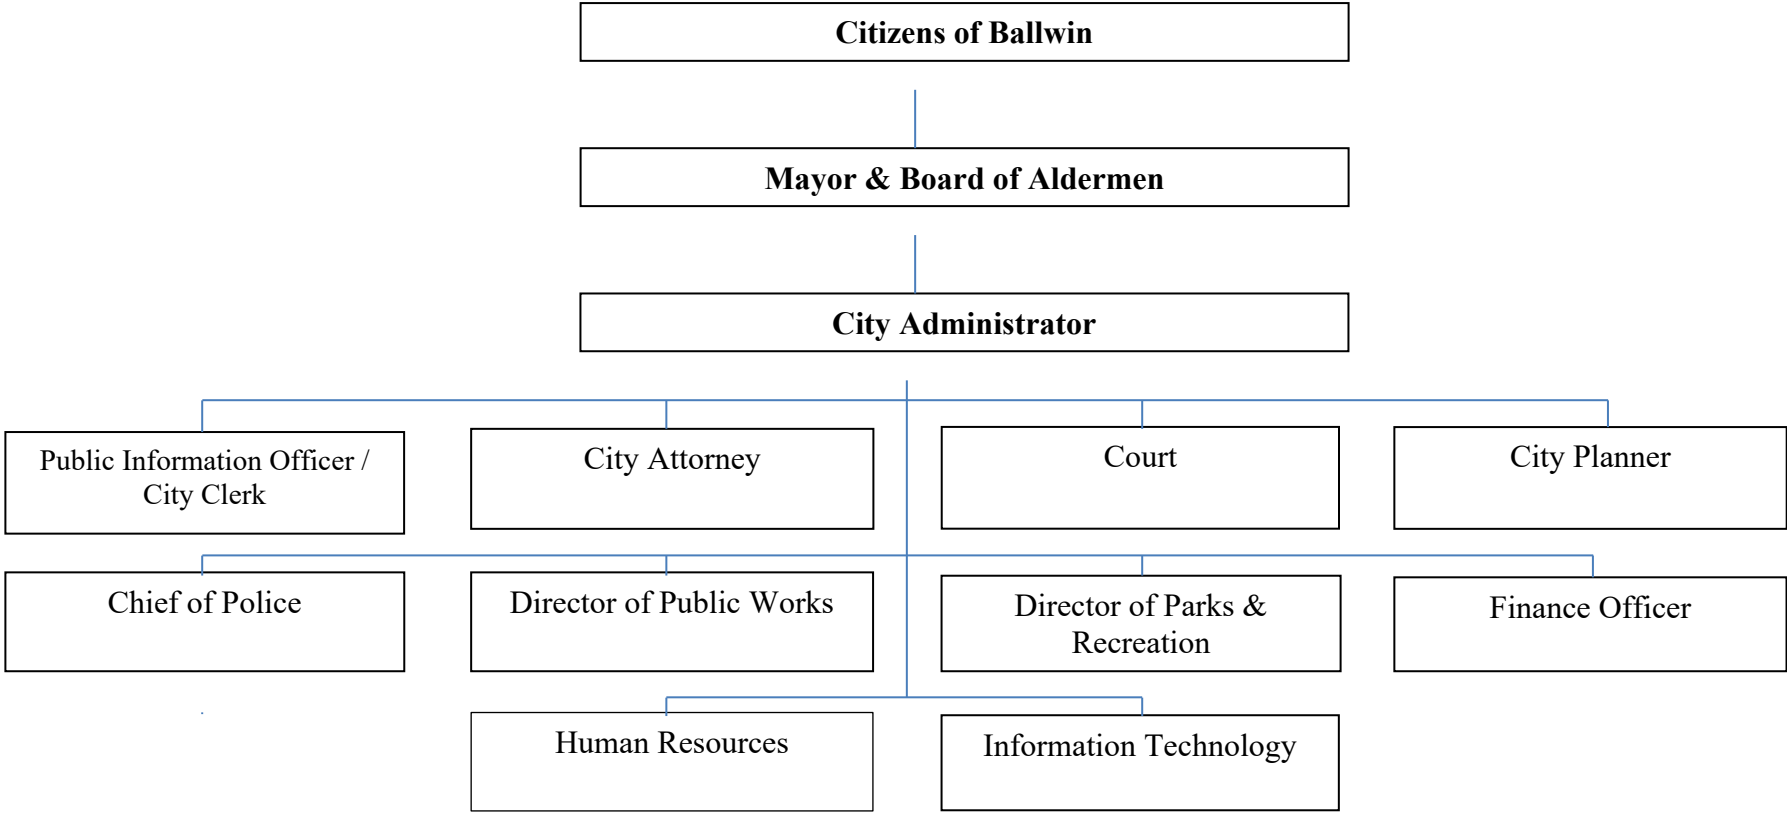 Citizens of Ballwin
Mayor & Board of Aldermen
City Administrator
Public Information Officer /
City Clerk
City Attorney
Court
City Planner
Chief of Police
Director of Public Works
Director of Parks &
Recreation
Finance Officer
Human Resources
Information Technology